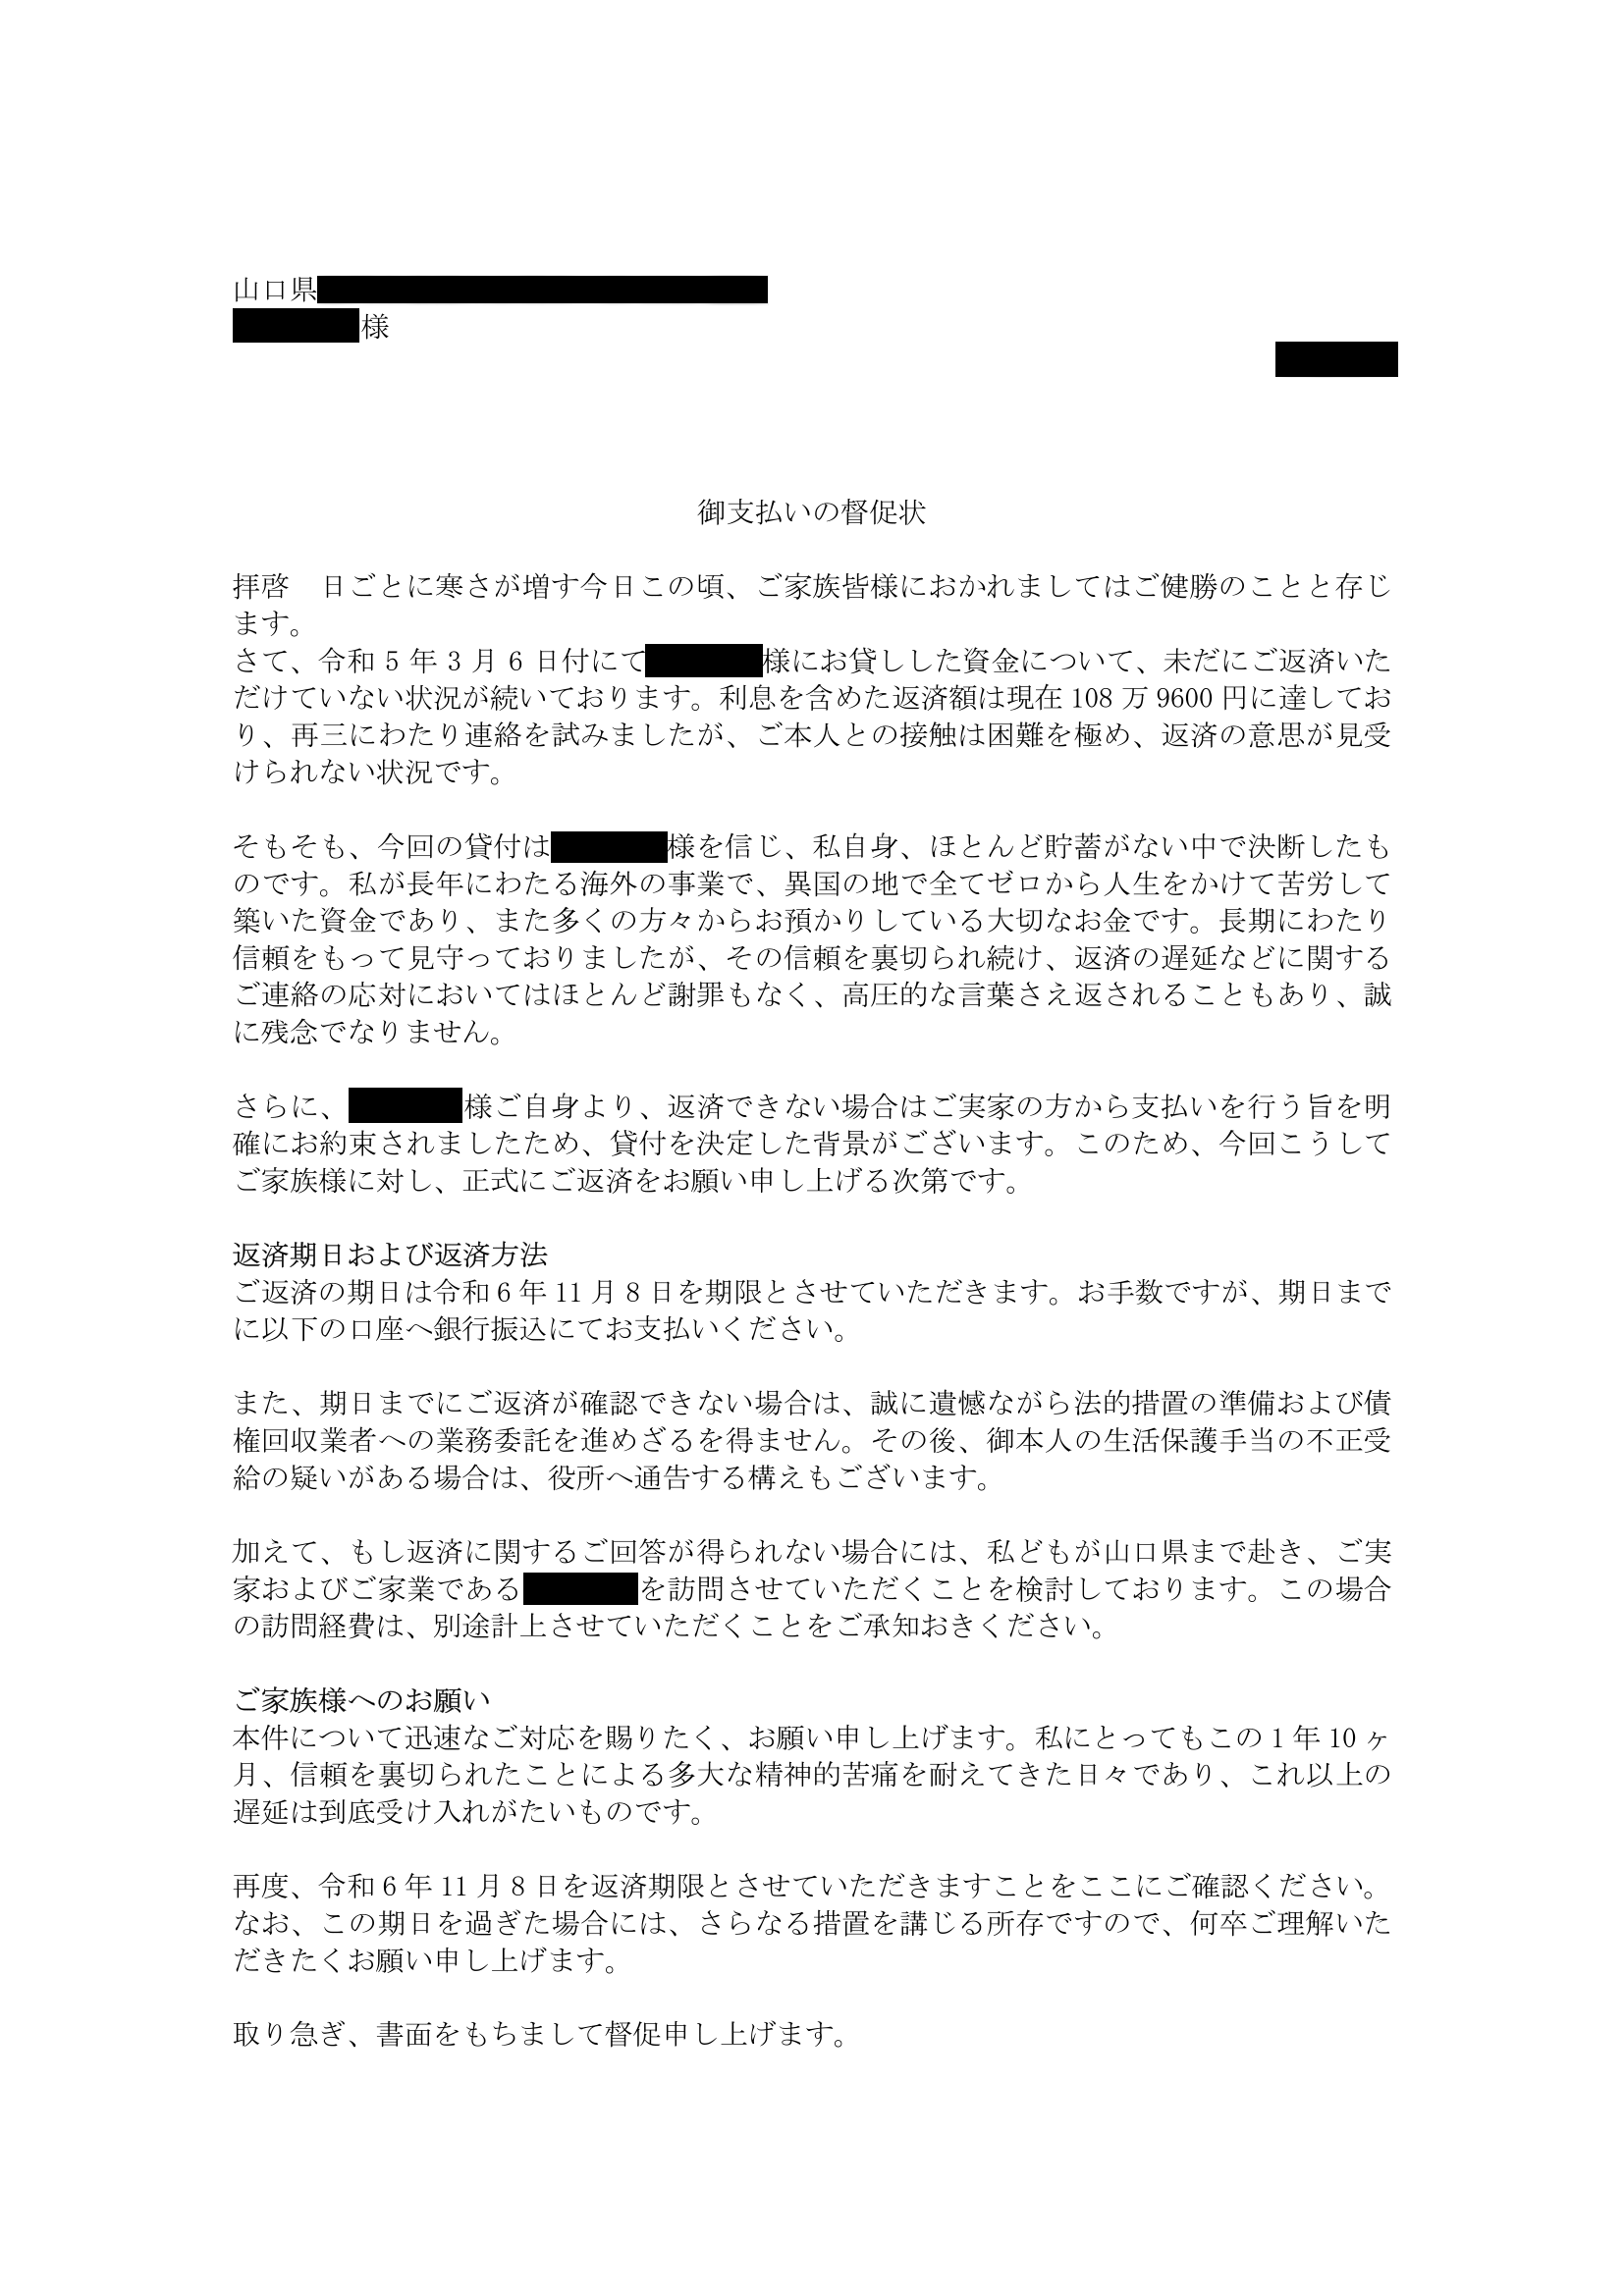 山口県
様
御支払いの督促状
拝啓　日ごとに寒さが増す今日この頃、ご家族皆様におかれましてはご健勝のことと存じ
ます。
さて、令和 5 年 3 月 6 日付にて様にお貸しした資金について、未だにご返済いた
だけていない状況が続いております。利息を含めた返済額は現在 108 万 9600 円に達してお
り、再三にわたり連絡を試みましたが、ご本人との接触は困難を極め、返済の意思が見受
けられない状況です。
そもそも、今回の貸付は様を信じ、私自身、ほとんど貯蓄がない中で決断したも
のです。私が長年にわたる海外の事業で、異国の地で全てゼロから人生をかけて苦労して
築いた資金であり、また多くの方々からお預かりしている大切なお金です。長期にわたり
信頼をもって見守っておりましたが、その信頼を裏切られ続け、返済の遅延などに関する
ご連絡の応対においてはほとんど謝罪もなく、高圧的な言葉さえ返されることもあり、誠
に残念でなりません。
さらに、様ご自身より、返済できない場合はご実家の方から支払いを行う旨を明
確にお約束されましたため、貸付を決定した背景がございます。このため、今回こうして
ご家族様に対し、正式にご返済をお願い申し上げる次第です。
返済期日および返済方法
ご返済の期日は令和 6 年 11 月 8 日を期限とさせていただきます。お手数ですが、期日まで
に以下の口座へ銀行振込にてお支払いください。
また、期日までにご返済が確認できない場合は、誠に遺憾ながら法的措置の準備および債
権回収業者への業務委託を進めざるを得ません。その後、御本人の生活保護手当の不正受
給の疑いがある場合は、役所へ通告する構えもございます。
加えて、もし返済に関するご回答が得られない場合には、私どもが山口県まで赴き、ご実
家およびご家業であるを訪問させていただくことを検討しております。この場合
の訪問経費は、別途計上させていただくことをご承知おきください。
ご家族様へのお願い
本件について迅速なご対応を賜りたく、お願い申し上げます。私にとってもこの 1 年 10 ヶ
月、信頼を裏切られたことによる多大な精神的苦痛を耐えてきた日々であり、これ以上の
遅延は到底受け入れがたいものです。
再度、令和 6 年 11 月 8 日を返済期限とさせていただきますことをここにご確認ください。
なお、この期日を過ぎた場合には、さらなる措置を講じる所存ですので、何卒ご理解いた
だきたくお願い申し上げます。
取り急ぎ、書面をもちまして督促申し上げます。